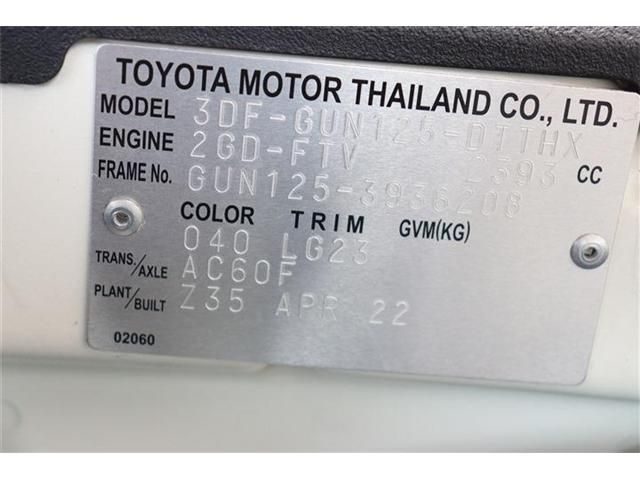 TOYOTA MOTOR THAILAND CO., LTD.
MODEL 3DF-GUN125-DTTHX
ENGINE 2GD-FTV 2393 CC
FRAME No. GUN125-3936208
COLOR TRIM GVM(KG)
040 LG23
TRANS./AXLE AC60F
PLANT/BUILT Z35 APR 22
02060